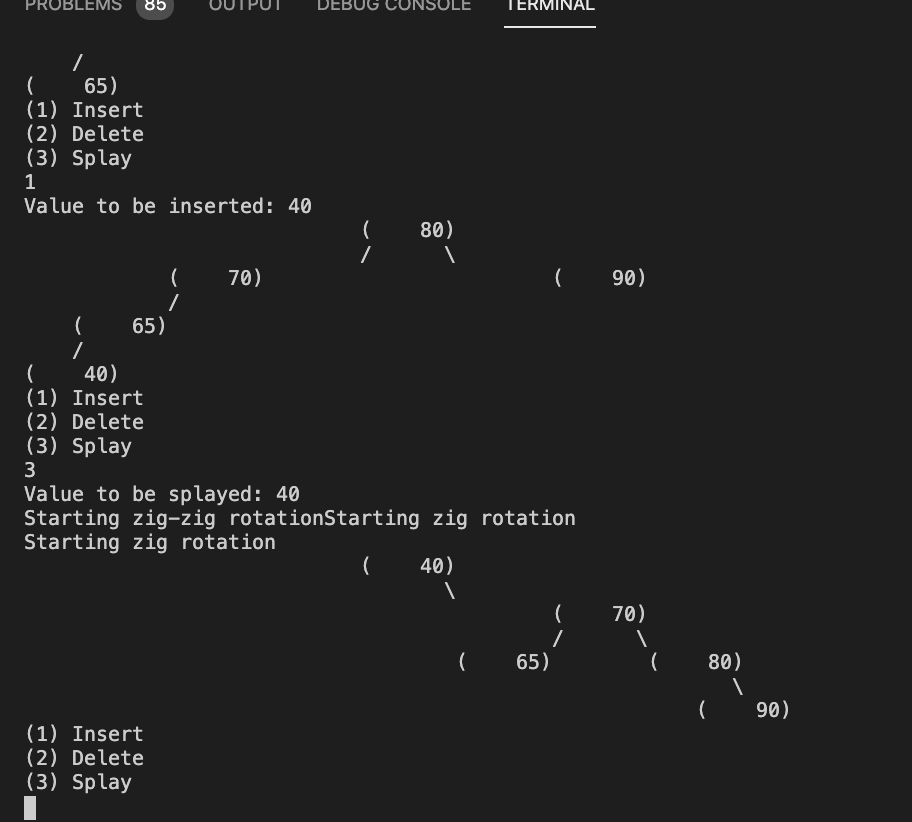 PROBLEMS 85 OUTPUT DEBUG CONSOLE TERMINAL
/
(    65)
(1) Insert
(2) Delete
(3) Splay
1
Value to be inserted: 40
(    80)
/      \
(    70)                        (    90)
/
(    65)
/
(    40)
(1) Insert
(2) Delete
(3) Splay
3
Value to be splayed: 40
Starting zig-zig rotationStarting zig rotation
Starting zig rotation
(    40)
\
(    70)
/      \
(    65)        (    80)
\
(    90)
(1) Insert
(2) Delete
(3) Splay